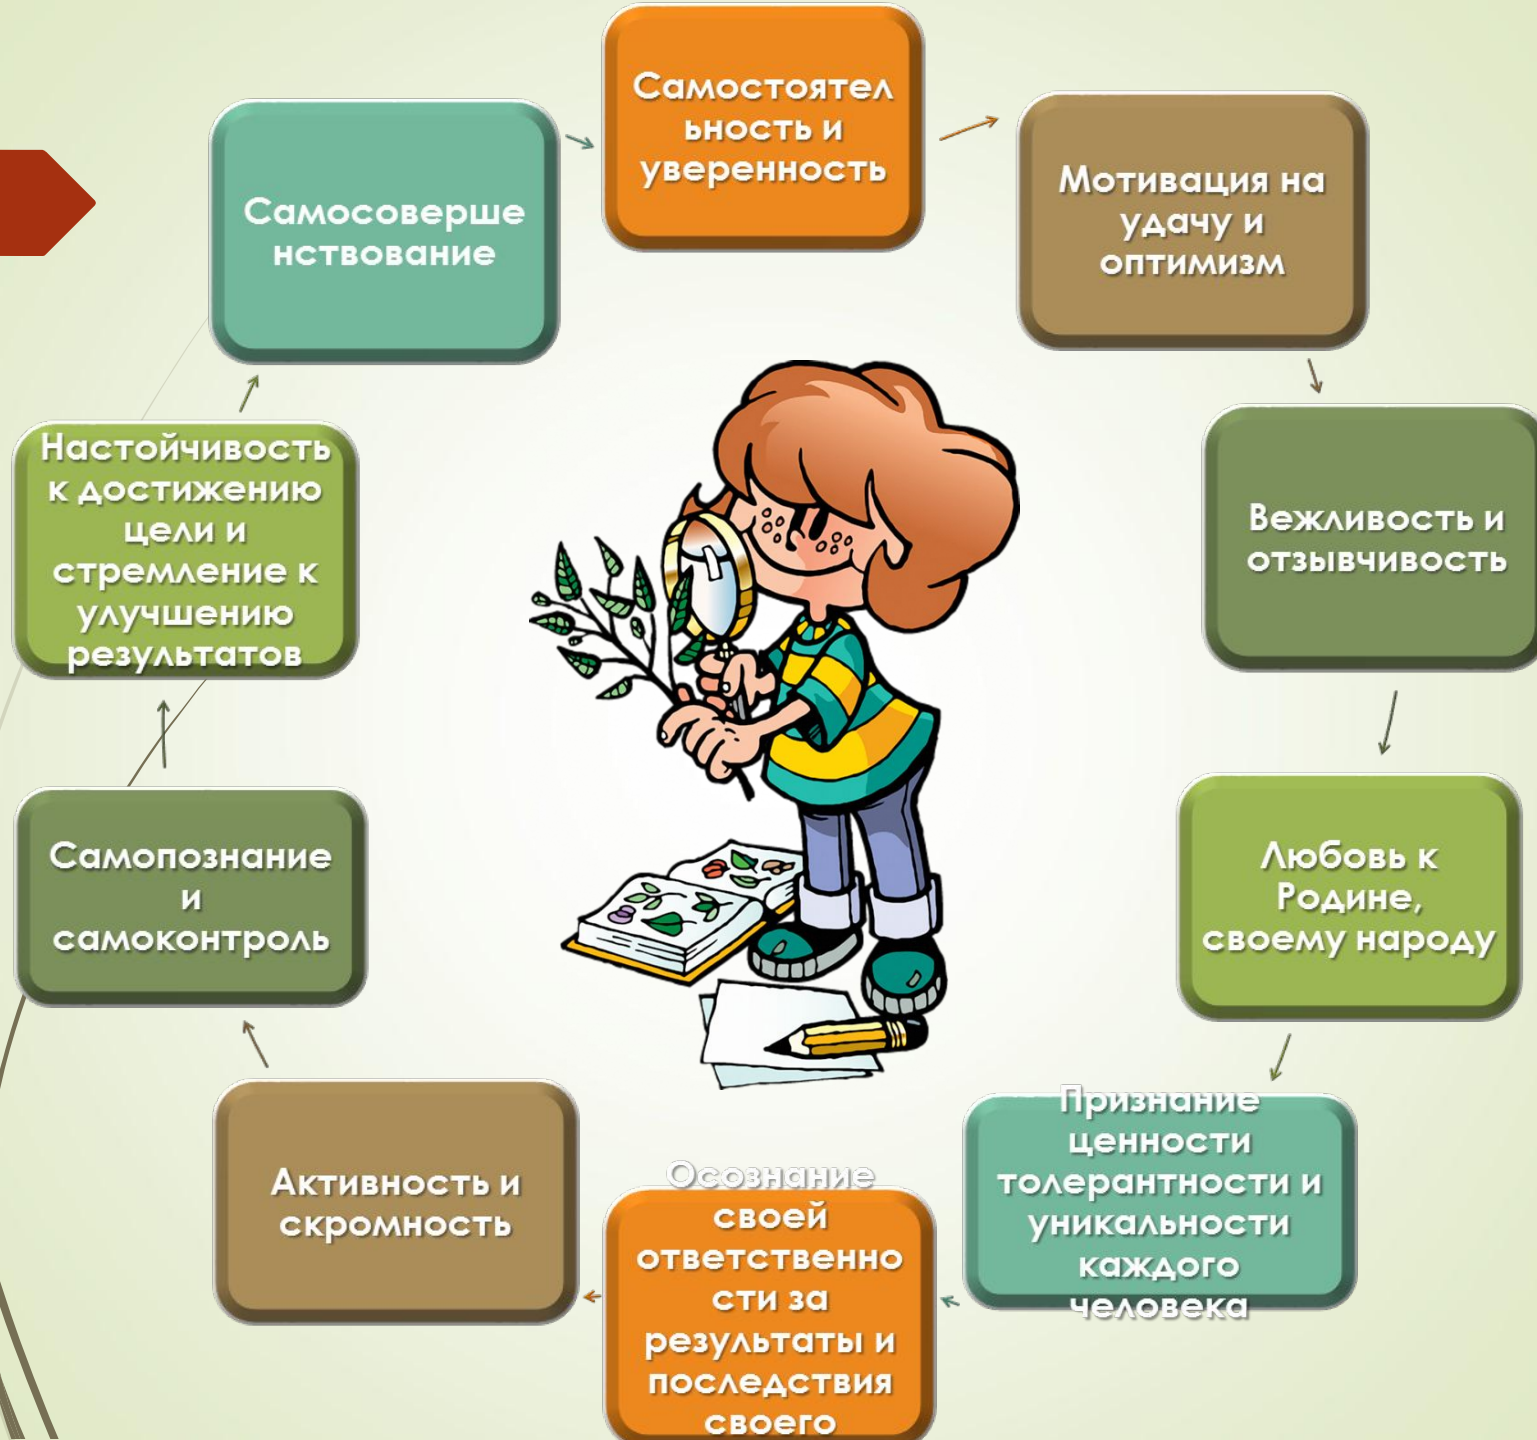 Самостоятел
ьность и
уверенность
Мотивация на
удачу и
оптимизм
Вежливость и
отзывчивость
Любовь к
Родине,
своему народу
Признание
ценности
толерантности и
уникальности
каждого
человека
Осознание
своей
ответственно
сти за
результаты и
последствия
своего
Активность и
скромность
Самопознание
и
самоконтроль
Настойчивость
к достижению
цели и
стремление к
улучшению
результатов
Самосоверше
нствование